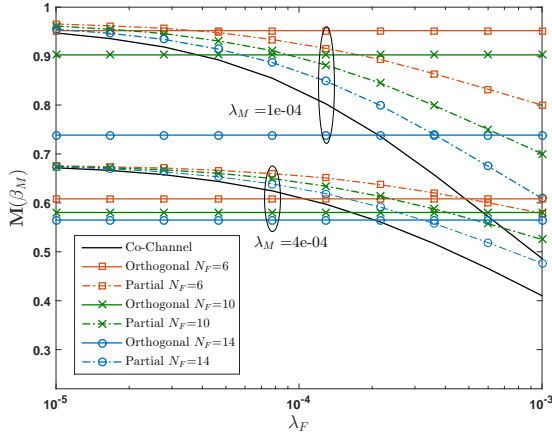 1
0.9
0.8
0.7
0.6
0.5
0.4
0.3
M(β_M)
λ_M =1e-04
λ_M =4e-04
Co-Channel
Orthogonal N_F=6
Partial N_F=6
Orthogonal N_F=10
Partial N_F=10
Orthogonal N_F=14
Partial N_F=14
10^-5
10^-4
10^-3
λ_F